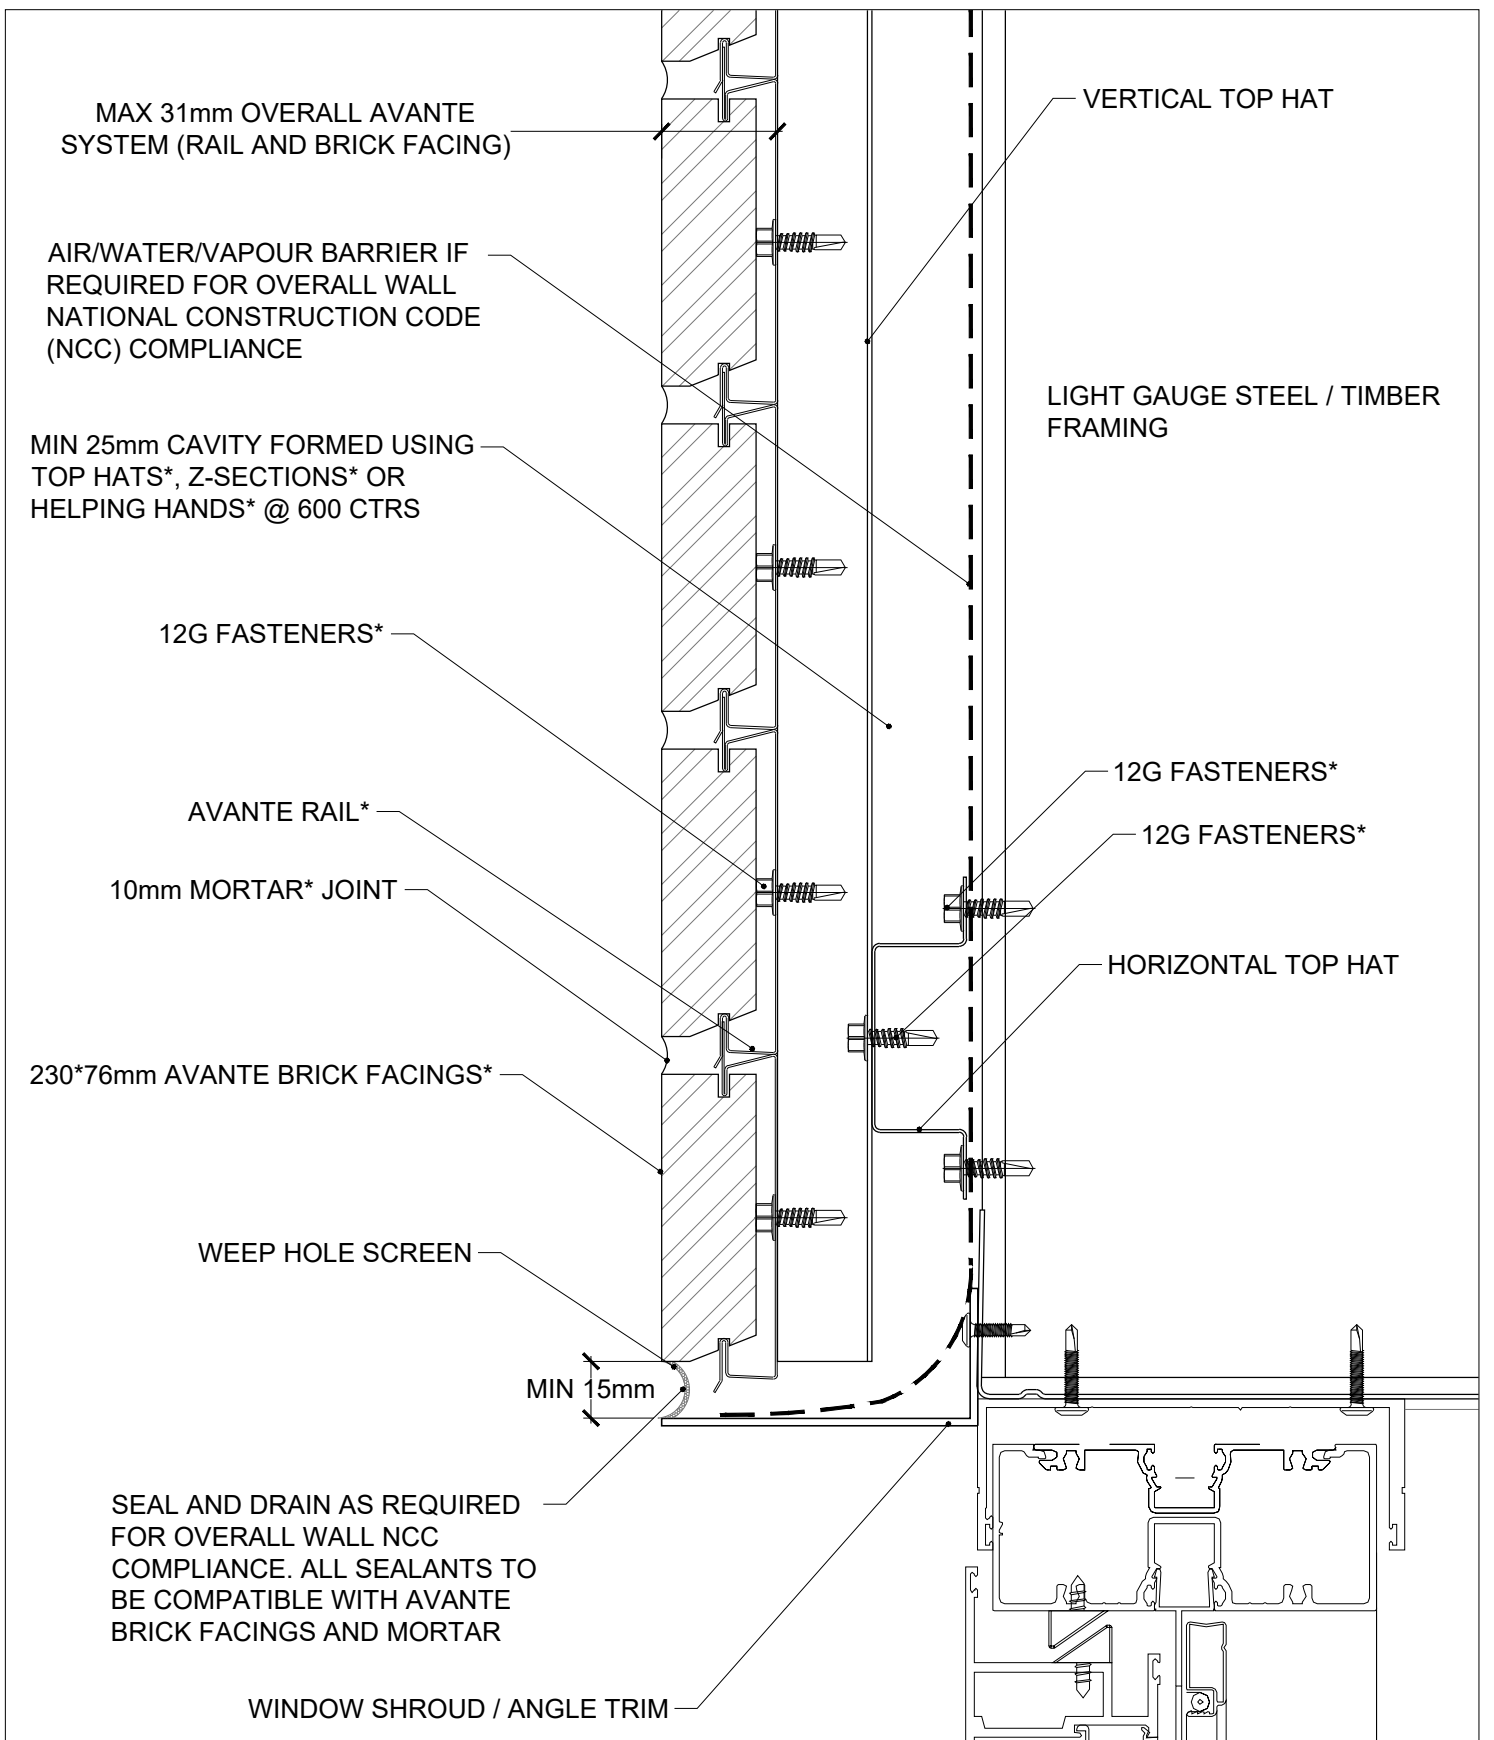 MAX 31mm OVERALL AVANTE
SYSTEM (RAIL AND BRICK FACING)
VERTICAL TOP HAT
AIR/WATER/VAPOUR BARRIER IF
REQUIRED FOR OVERALL WALL
NATIONAL CONSTRUCTION CODE
(NCC) COMPLIANCE
LIGHT GAUGE STEEL / TIMBER
FRAMING
MIN 25mm CAVITY FORMED USING
TOP HATS*, Z-SECTIONS* OR
HELPING HANDS* @ 600 CTRS
12G FASTENERS*
12G FASTENERS*
12G FASTENERS*
AVANTE RAIL*
10mm MORTAR* JOINT
HORIZONTAL TOP HAT
230*76mm AVANTE BRICK FACINGS*
WEEP HOLE SCREEN
MIN 15mm
SEAL AND DRAIN AS REQUIRED
FOR OVERALL WALL NCC
COMPLIANCE. ALL SEALANTS TO
BE COMPATIBLE WITH AVANTE
BRICK FACINGS AND MORTAR
WINDOW SHROUD / ANGLE TRIM